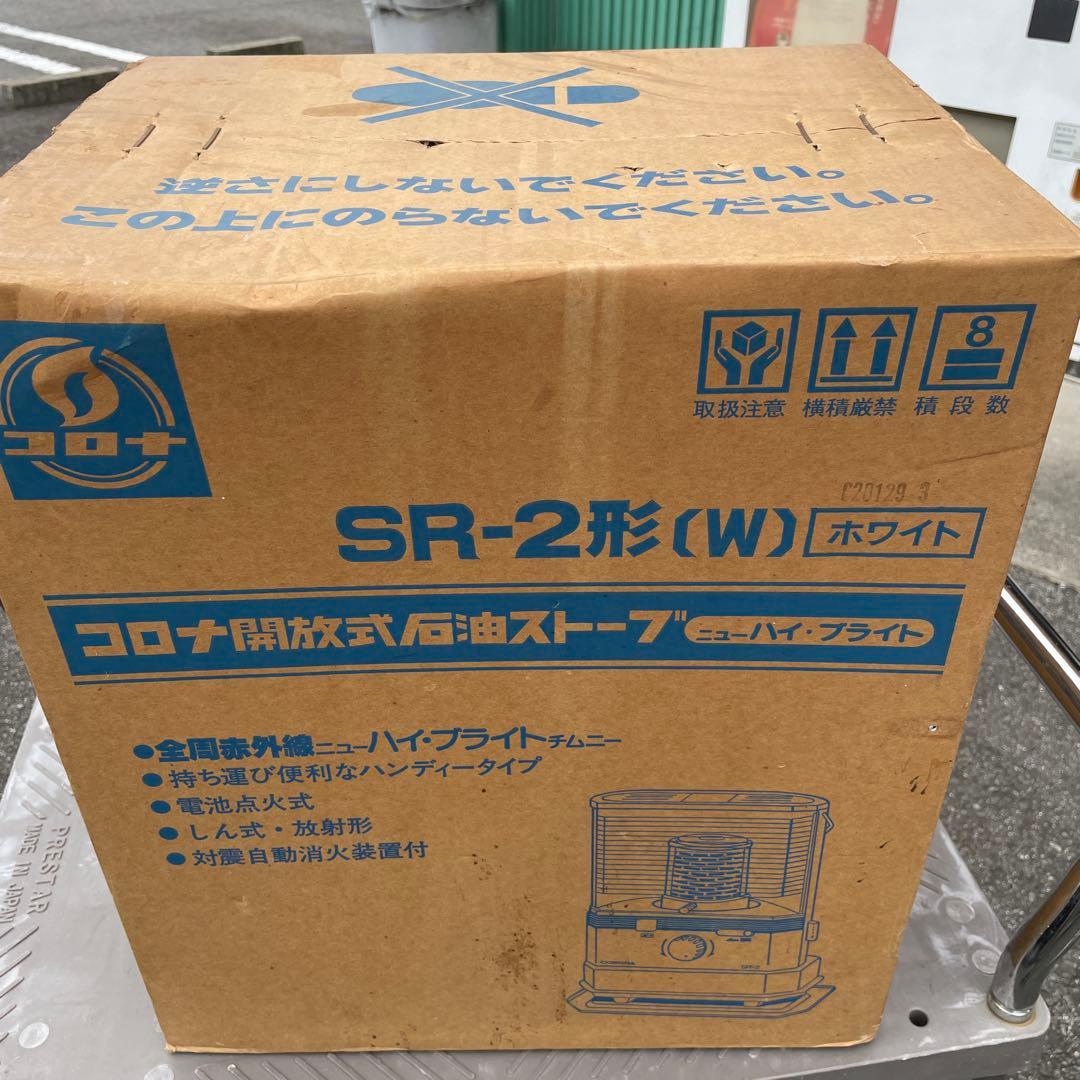 逆さにしないでください。
この上にのらないでください。
コロナ
8
取扱注意 横積厳禁 積段数
C20129 3
SR-2形(W) ホワイト
コロナ開放式石油ストーブ ニューハイ・ブライト
●全周赤外線ニューハイ・ブライトチムニー
●持ち運び便利なハンディータイプ
●電池点火式
●しん式・放射形
●対震自動消火装置付
CORONA
SR-2
PRESTAR
MADE IN JAPAN